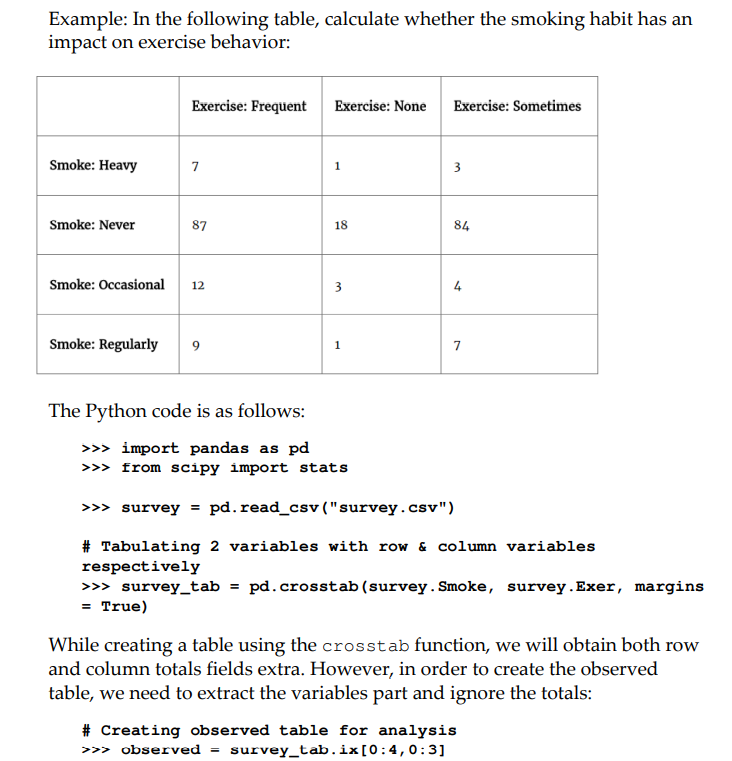 Example: In the following table, calculate whether the smoking habit has an
impact on exercise behavior:
Exercise: Frequent Exercise: None Exercise: Sometimes
Smoke: Heavy 7 1 3
Smoke: Never 87 18 84
Smoke: Occasional 12 3 4
Smoke: Regularly 9 1 7
The Python code is as follows:
>>> import pandas as pd
>>> from scipy import stats
>>> survey = pd.read_csv("survey.csv")
# Tabulating 2 variables with row & column variables
respectively
>>> survey_tab = pd.crosstab(survey.Smoke, survey.Exer, margins
= True)
While creating a table using the crosstab function, we will obtain both row
and column totals fields extra. However, in order to create the observed
table, we need to extract the variables part and ignore the totals:
# Creating observed table for analysis
>>> observed = survey_tab.ix[0:4,0:3]